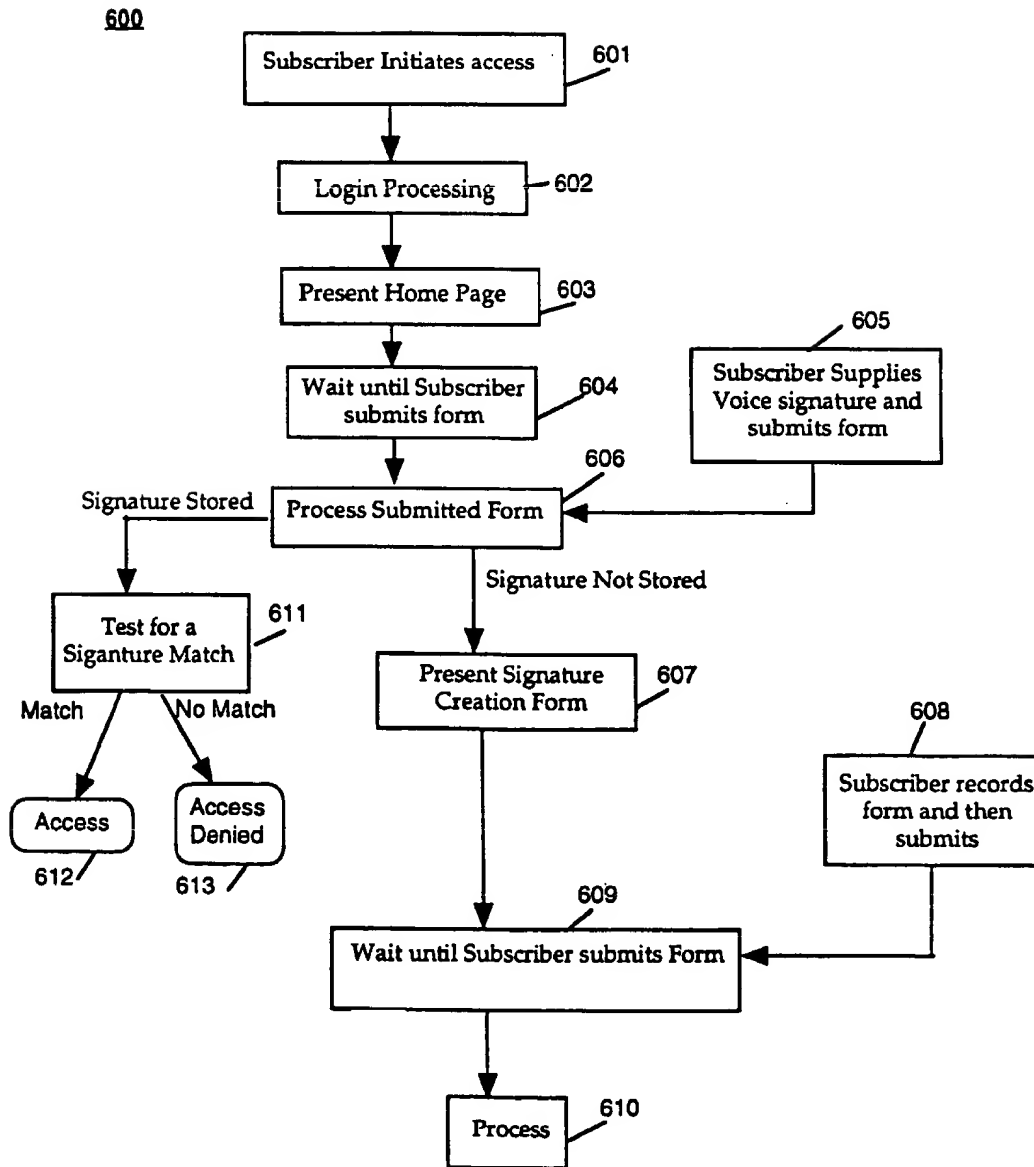 600
Subscriber Initiates access
601
Login Processing
602
Present Home Page
603
Wait until Subscriber
submits form
604
605
Subscriber Supplies
Voice signature and
submits form
606
Signature Stored
Process Submitted Form
Signature Not Stored
Test for a
Siganture Match
611
Present Signature
Creation Form
607
Match
No Match
608
Subscriber records
form and then
submits
Access
612
Access
Denied
613
609
Wait until Subscriber submits Form
Process
610